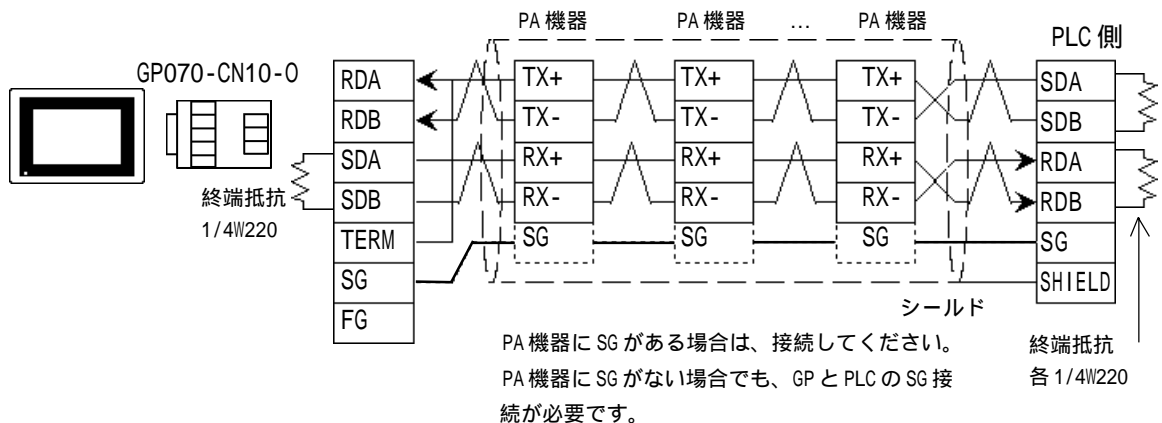 PA 機器 PA 機器 … PA 機器
PLC 側
GP070-CN10-O
RDA TX+ TX+ TX+ SDA
RDB TX- TX- TX- SDB
SDA RX+ RX+ RX+ RDA
SDB RX- RX- RX- RDB
TERM SG SG SG SG
SG SHIELD
FG
終端抵抗
1/4W220
シールド
PA 機器に SG がある場合は、接続してください。
PA 機器に SG がない場合でも、GP と PLC の SG 接
続が必要です。
終端抵抗
各 1/4W220